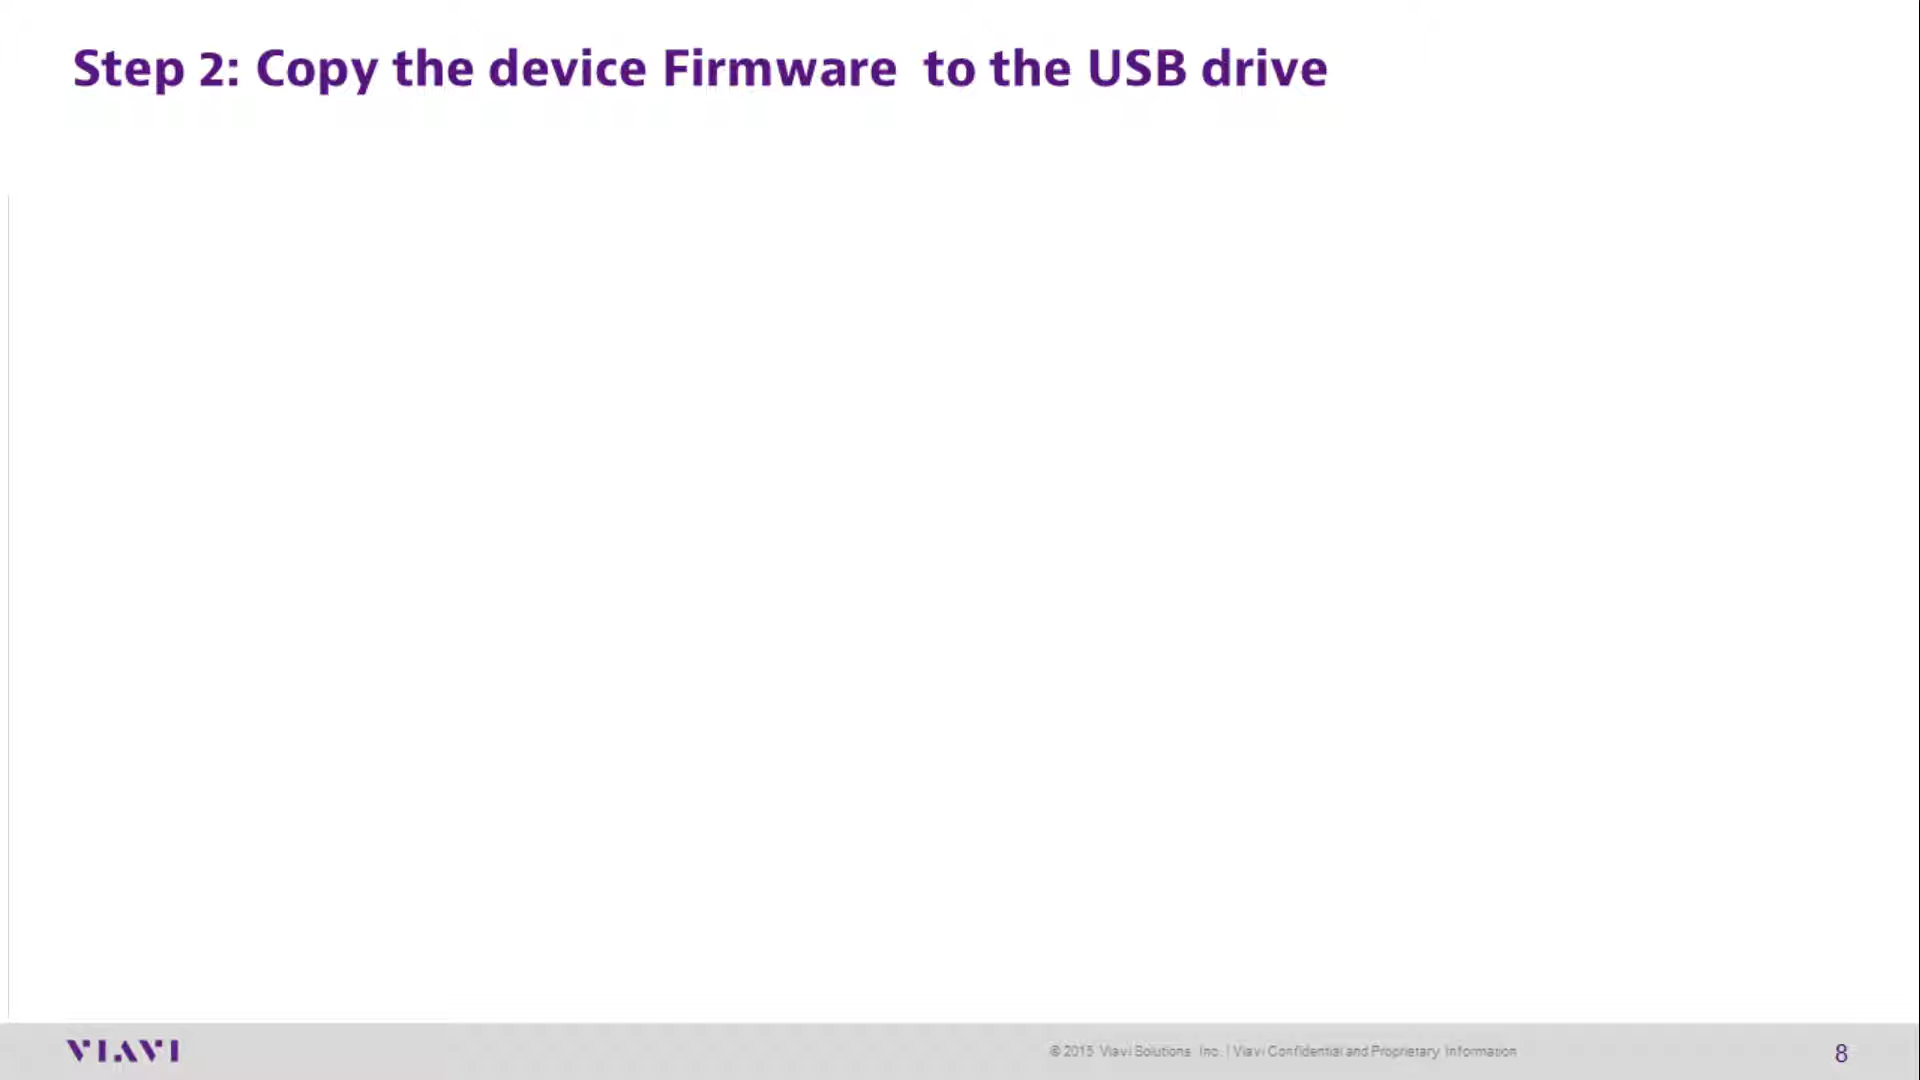 Step 2: Copy the device Firmware  to the USB drive
VIAVI
© 2015 Viavi Solutions Inc. | Viavi Confidential and Proprietary Information
8